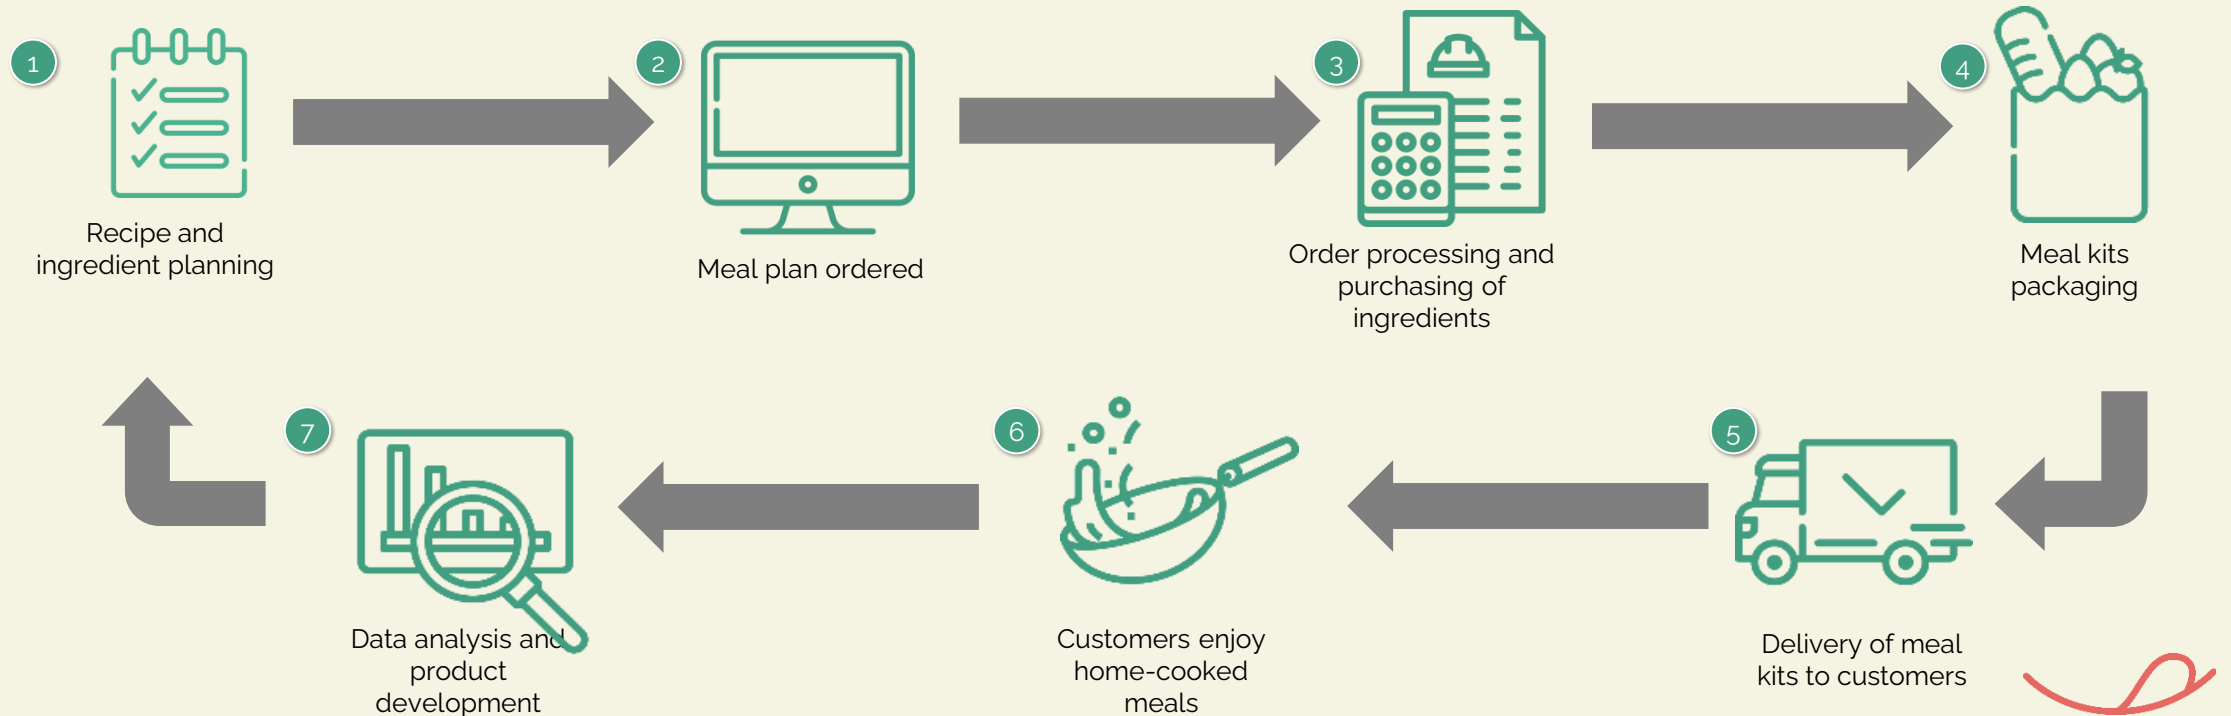 1
Recipe and
ingredient planning
2
Meal plan ordered
3
Order processing and
purchasing of
ingredients
4
Meal kits
packaging
5
Delivery of meal
kits to customers
6
Customers enjoy
home-cooked
meals
7
Data analysis and
product
development